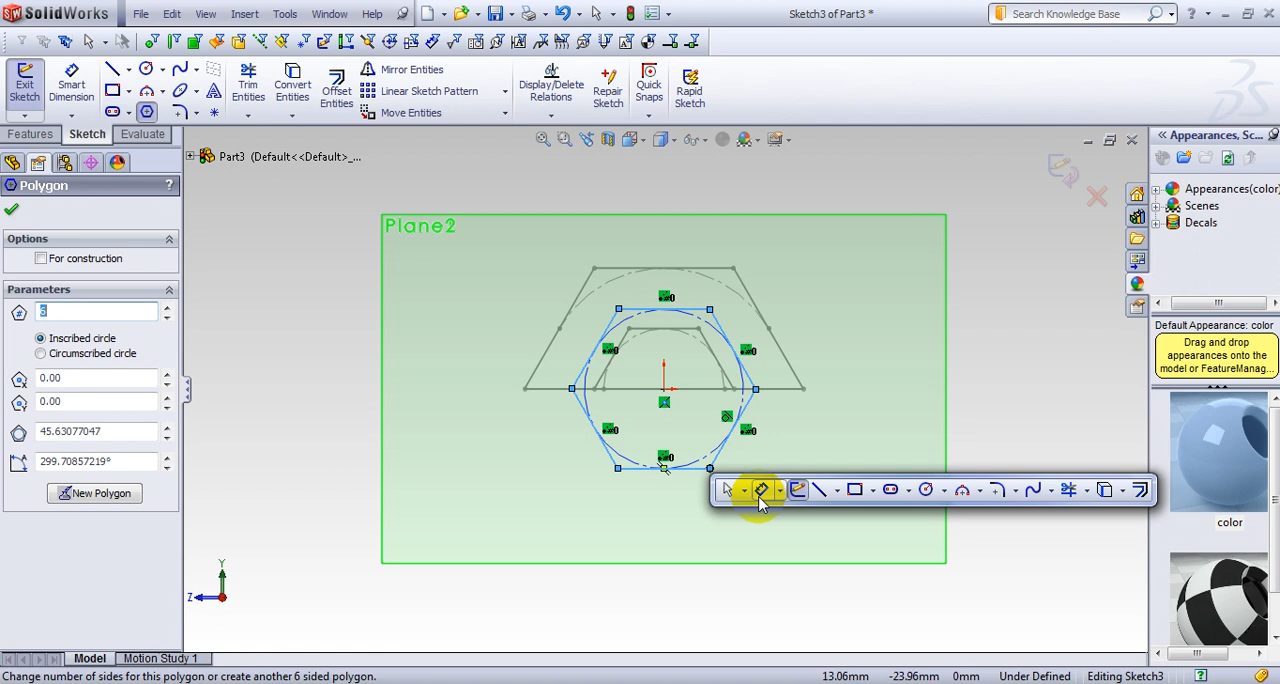 SolidWorks
File
Edit
View
Insert
Tools
Window
Help
Sketch3 of Part3 *
Search Knowledge Base
Exit Sketch
Smart Dimension
Trim Entities
Convert Entities
Offset Entities
Mirror Entities
Linear Sketch Pattern
Move Entities
Display/Delete Relations
Repair Sketch
Quick Snaps
Rapid Sketch
Features
Sketch
Evaluate
Part3 (Default<<Default>_...
Appearances, Sc...
Polygon
?
Options
For construction
Parameters
6
Inscribed circle
Circumscribed circle
0.00
0.00
45.63077047
299.70857219°
New Polygon
Plane2
Y
Z
Appearances(color)
Scenes
Decals
Default Appearance: color
Drag and drop
appearances onto the
model or FeatureManag...
color
Model
Motion Study 1
Change number of sides for this polygon or create another 6 sided polygon.
13.06mm
-23.96mm
0mm
Under Defined
Editing Sketch3